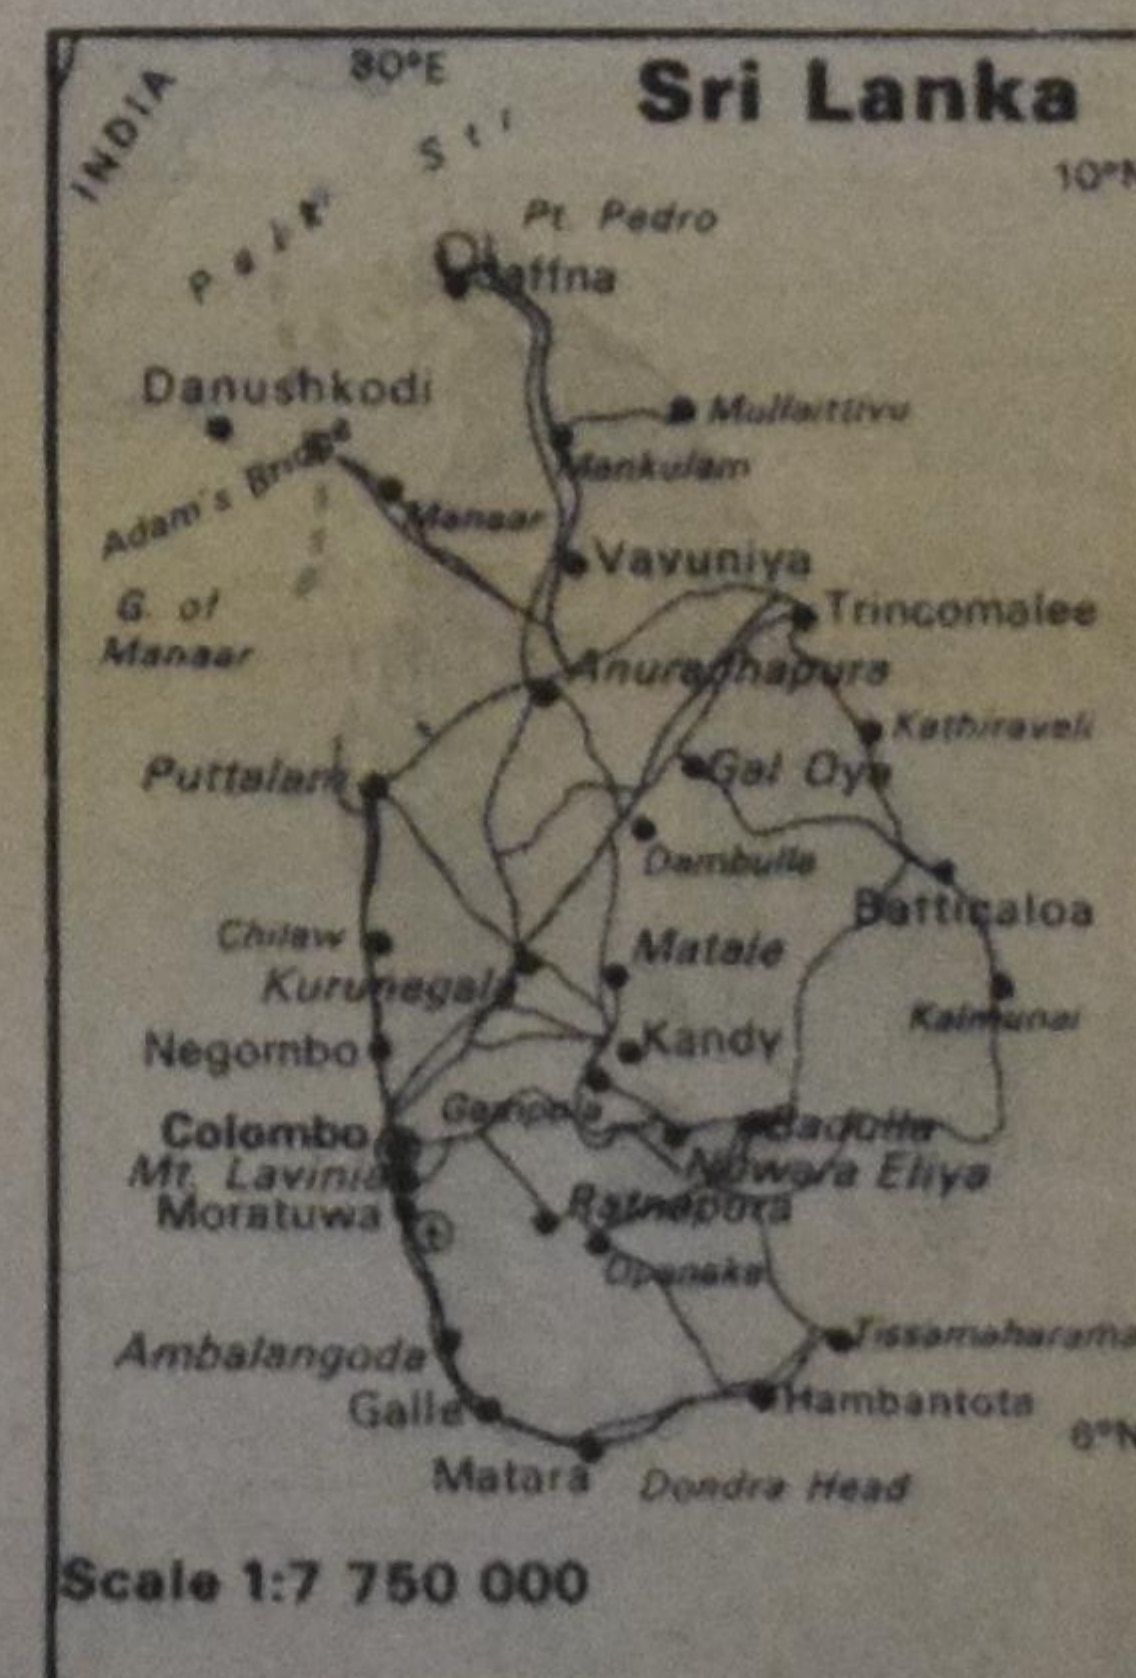 Sri Lanka
80°E
INDIA
10°N
Palk Str
Pt. Pedro
Jaffna
Danushkodi
Mullaittivu
Mankulam
Adam's Bridge
Manaar
Vavuniya
G. of
Manaar
Trincomalee
Anuradhapura
Kathiraveli
Puttalam
Gal Oya
Dambulla
Batticaloa
Chilaw
Matale
Kurunegala
Kalmunai
Negombo
Kandy
Gampola
Colombo
Badulla
Mt. Lavinia
Nuwara Eliya
Moratuwa
Ratnapura
Opanake
Ambalangoda
Tissamaharama
Galle
Hambantota
6°N
Matara
Dondra Head
Scale 1:7 750 000